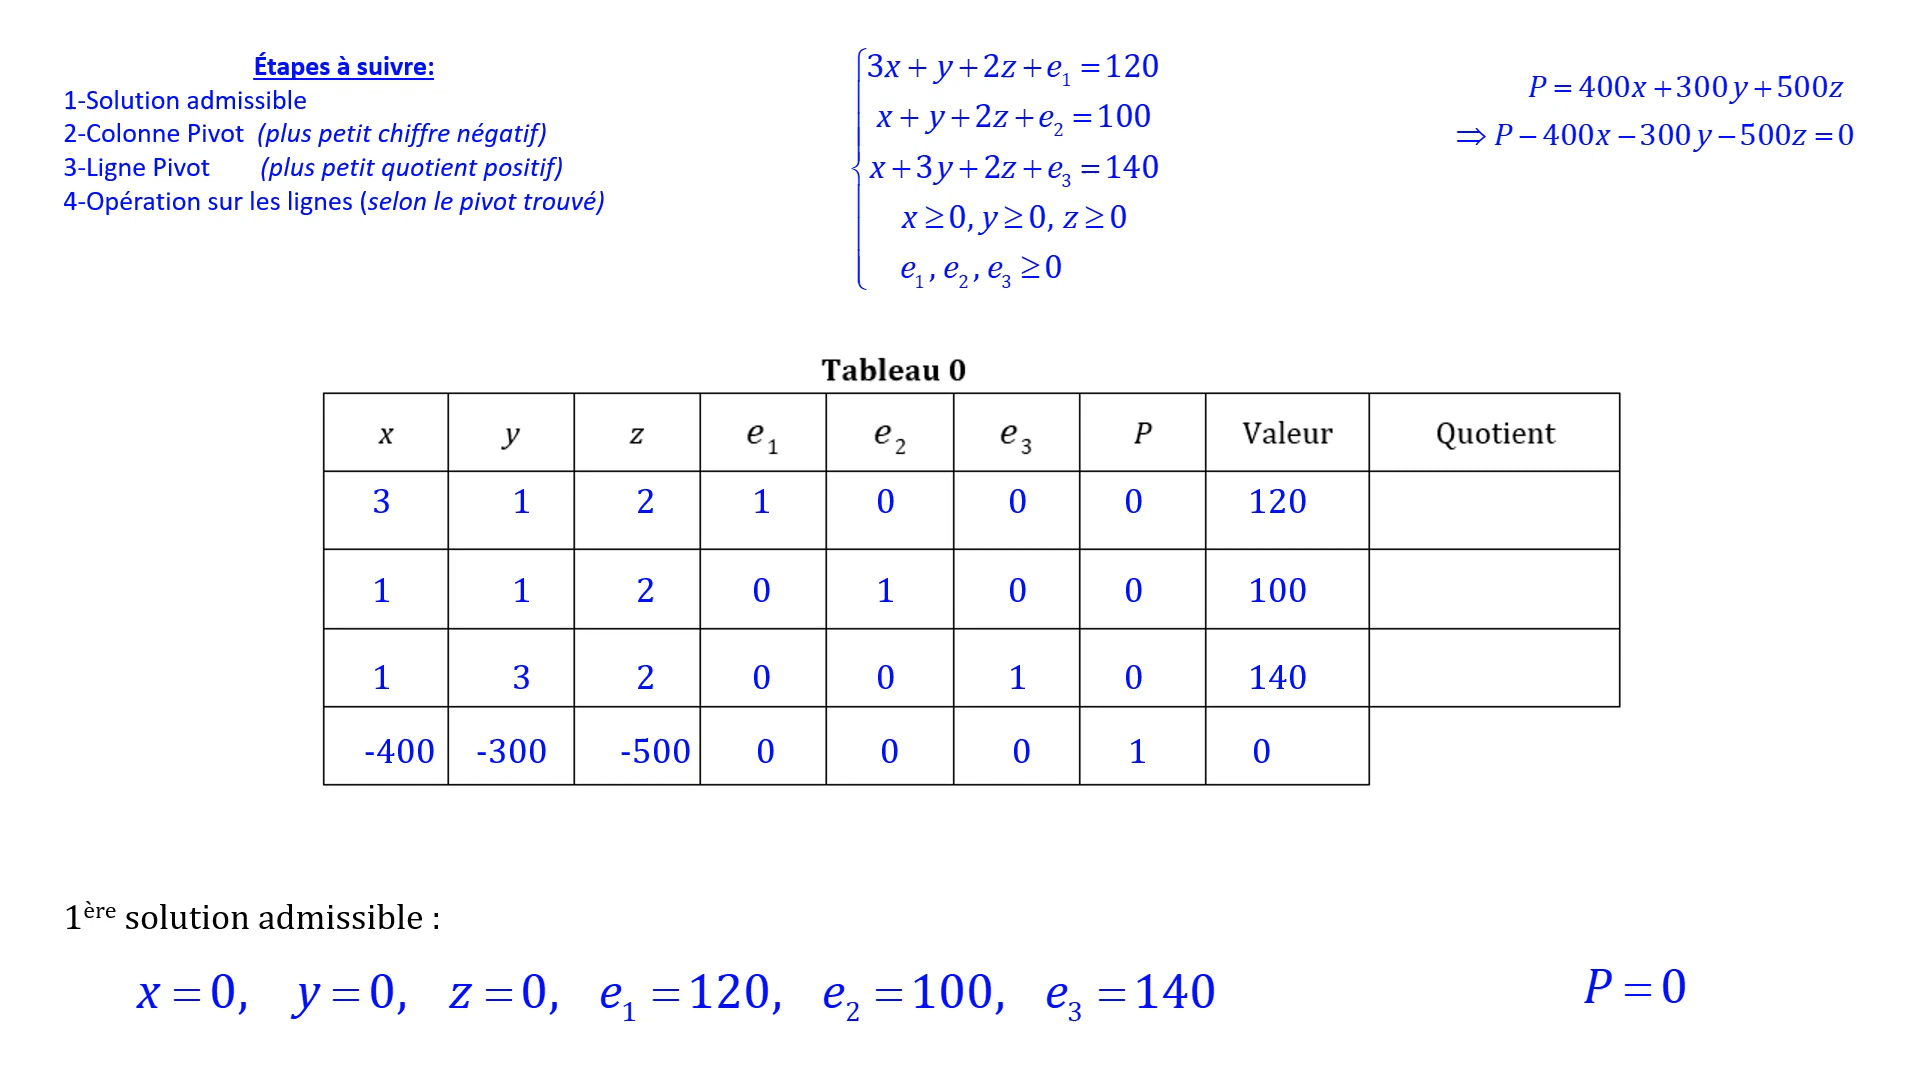 Étapes à suivre:
1-Solution admissible
2-Colonne Pivot (plus petit chiffre négatif)
3-Ligne Pivot (plus petit quotient positif)
4-Opération sur les lignes (selon le pivot trouvé)
3x + y + 2z + e₁ = 120
x + y + 2z + e₂ = 100
x + 3y + 2z + e₃ = 140
x ≥ 0, y ≥ 0, z ≥ 0
e₁, e₂, e₃ ≥ 0
P = 400x + 300y + 500z
⇒ P − 400x − 300y − 500z = 0
Tableau 0
x y z e₁ e₂ e₃ P Valeur Quotient
3 1 2 1 0 0 0 120
1 1 2 0 1 0 0 100
1 3 2 0 0 1 0 140
-400 -300 -500 0 0 0 1 0
1ère solution admissible :
x = 0, y = 0, z = 0, e₁ = 120, e₂ = 100, e₃ = 140 P = 0